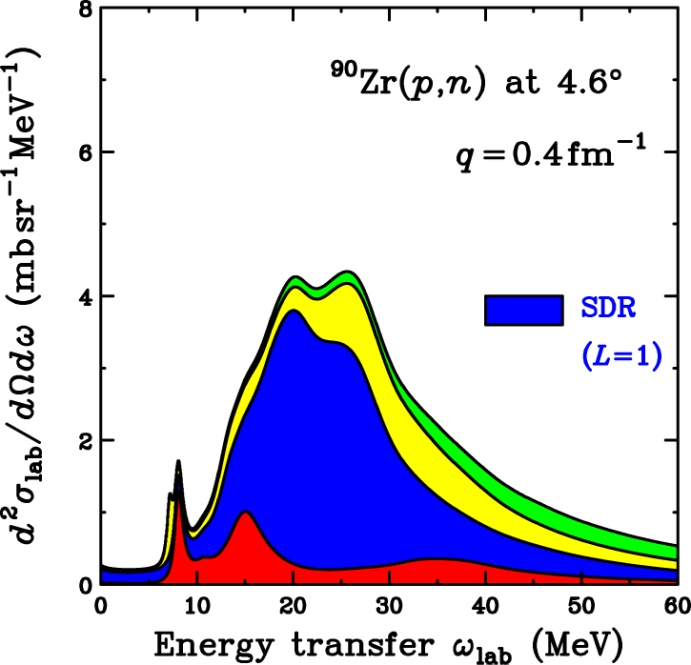 ⁹⁰Zr(p,n) at 4.6°
q = 0.4 fm⁻¹
SDR
(L=1)
d²σlab/dΩdω (mb sr⁻¹ MeV⁻¹)
8
6
4
2
0
0 10 20 30 40 50 60
Energy transfer ωlab (MeV)